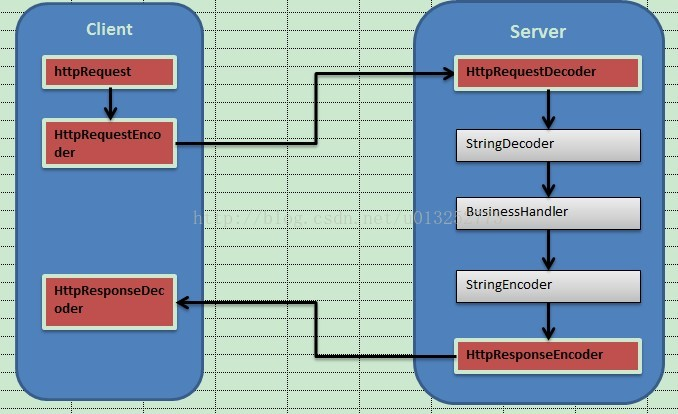 Client
httpRequest
HttpRequestEnco
der
HttpResponseDec
oder
Server
HttpRequestDecoder
StringDecoder
BusinessHandler
StringEncoder
HttpResponseEncoder